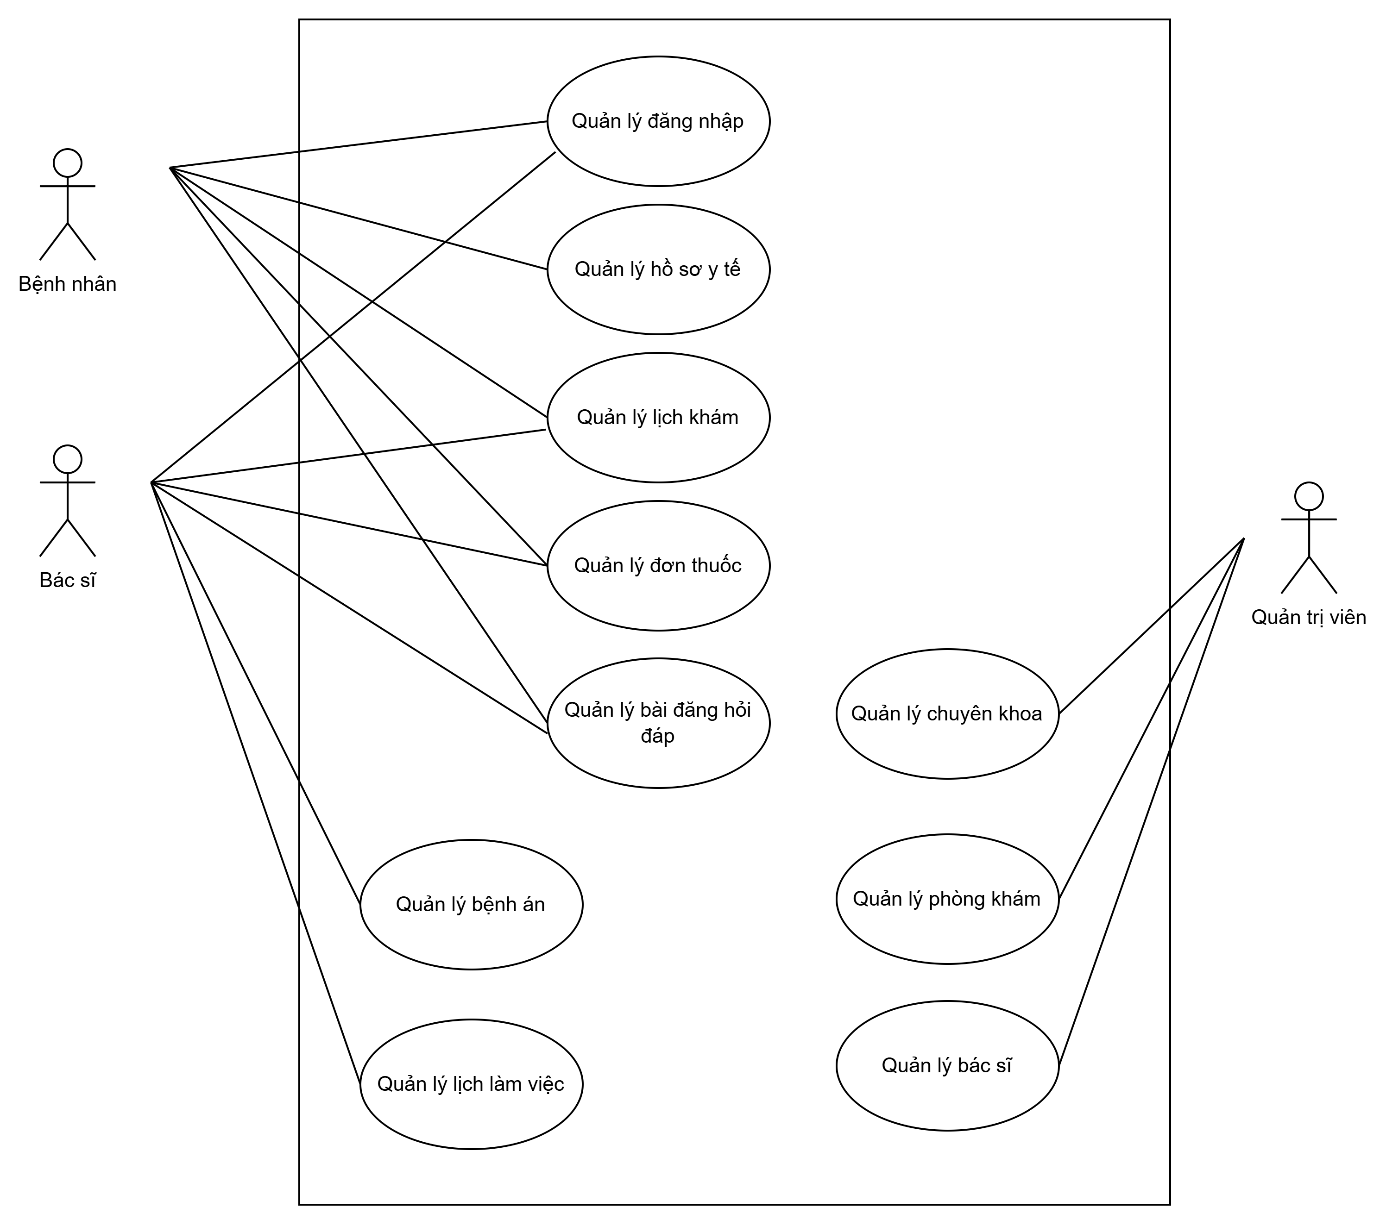 Quản lý đăng nhập
Bệnh nhân
Quản lý hồ sơ y tế
Quản lý lịch khám
Bác sĩ
Quản lý đơn thuốc
Quản trị viên
Quản lý bài đăng hỏi
đáp
Quản lý chuyên khoa
Quản lý bệnh án
Quản lý phòng khám
Quản lý lịch làm việc
Quản lý bác sĩ